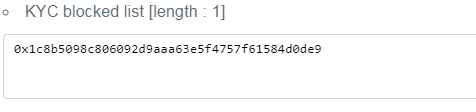 KYC blocked list [length : 1]
0x1c8b5098c806092d9aaa63e5f4757f61584d0de9